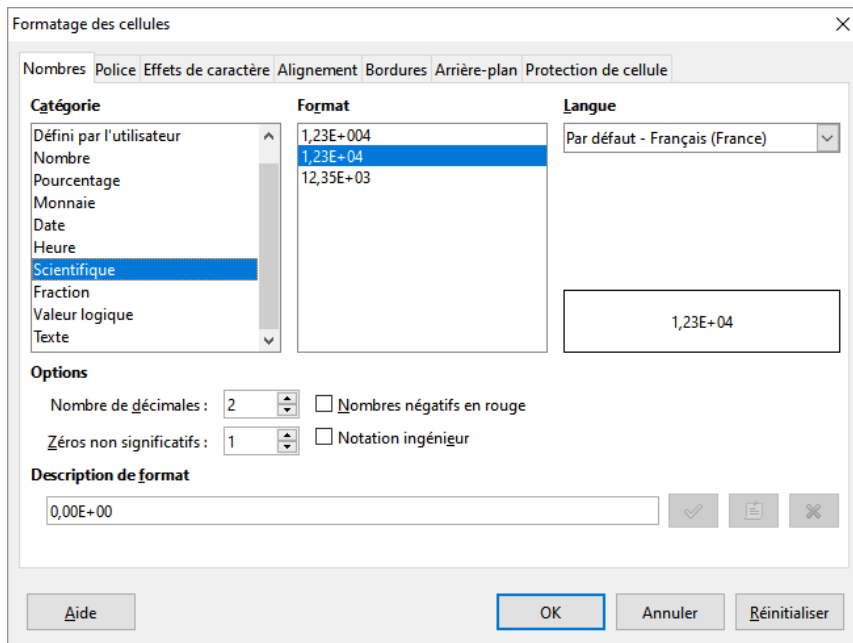 Formatage des cellules
Nombres Police Effets de caractère Alignement Bordures Arrière-plan Protection de cellule
Catégorie
Défini par l'utilisateur
Nombre
Pourcentage
Monnaie
Date
Heure
Scientifique
Fraction
Valeur logique
Texte
Format
1,23E+004
1,23E+04
12,35E+03
Langue
Par défaut - Français (France)
1,23E+04
Options
Nombre de décimales : 2
Nombres négatifs en rouge
Zéros non significatifs : 1
Notation ingénieur
Description de format
0,00E+00
Aide
OK
Annuler
Réinitialiser